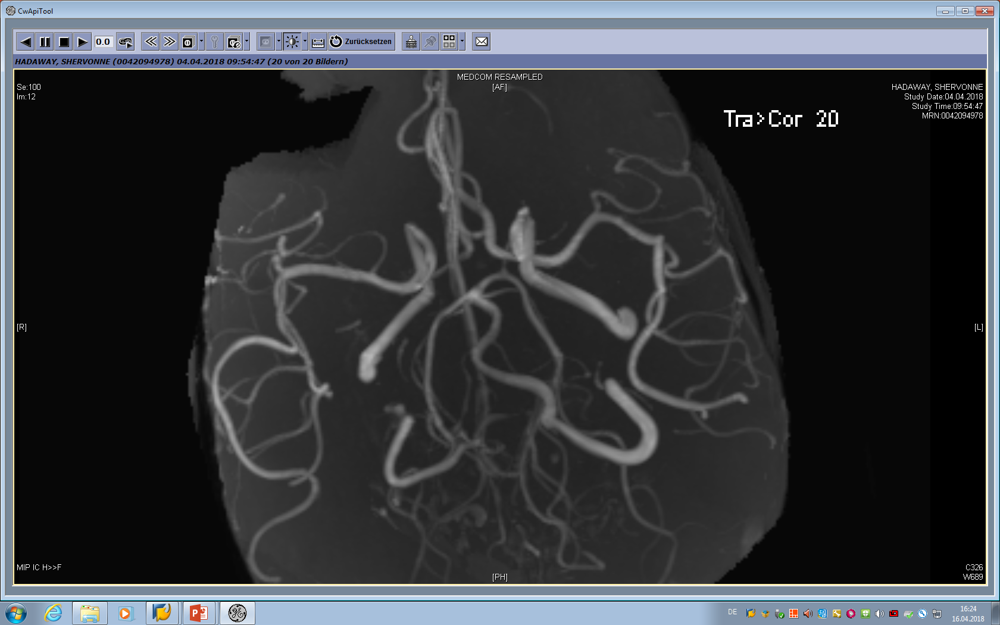 CwApiTool
0.0
Zurücksetzen
HADAWAY, SHERVONNE (0042094978) 04.04.2018 09:54:47 (20 von 20 Bildern)
MEDCOM RESAMPLED
[AF]
Se:100
Im:12
HADAWAY, SHERVONNE
Study Date:04.04.2018
Study Time:09:54:47
MRN:0042094978
Tra>Cor 20
[R]
[L]
MIP IC H>>F
[PH]
C326
W689
DE
16:24
16.04.2018